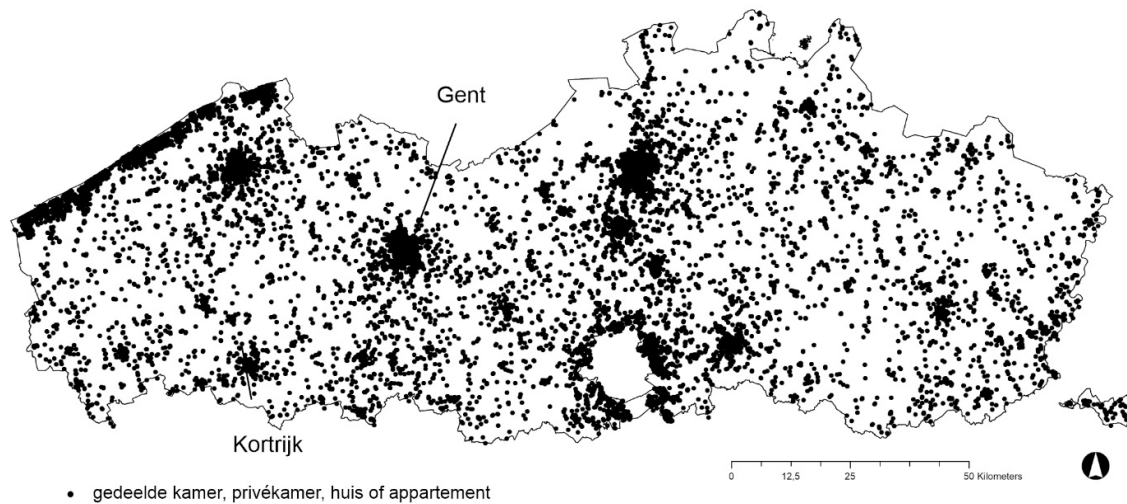 Gent
Kortrijk
0 12,5 25 50 Kilometers
• gedeelde kamer, privékamer, huis of appartement